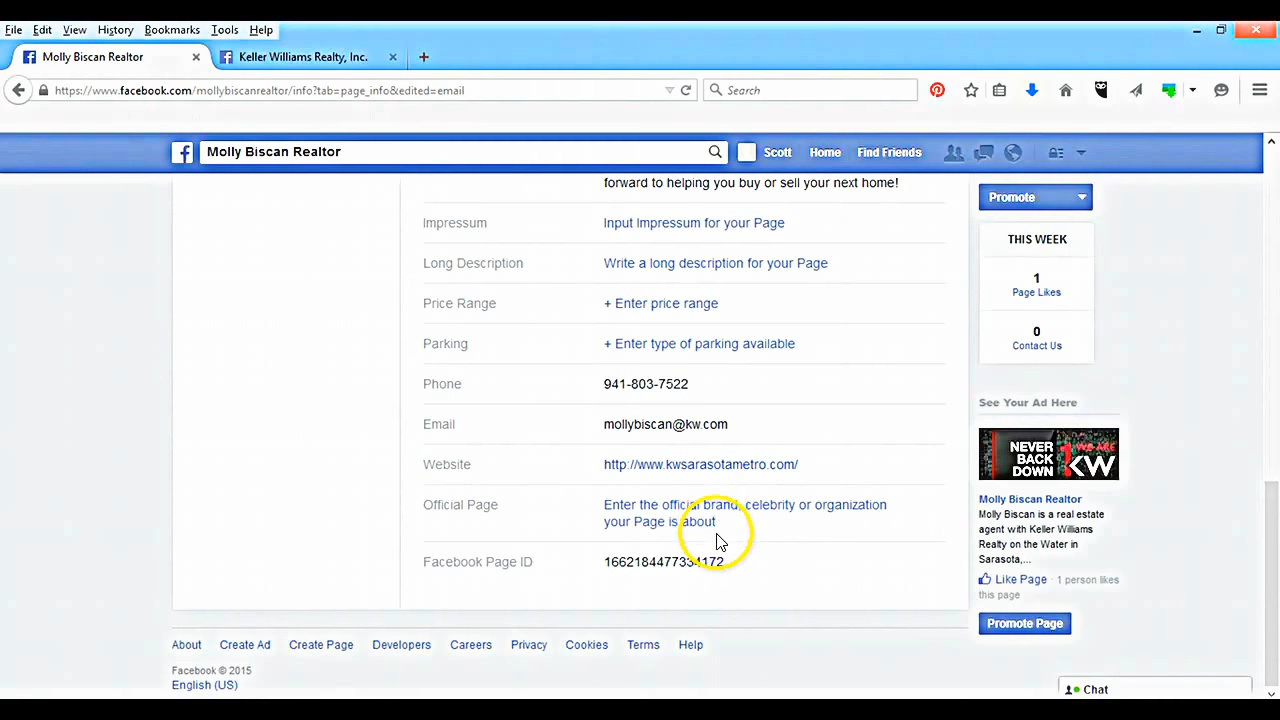 File Edit View History Bookmarks Tools Help
Molly Biscan Realtor
Keller Williams Realty, Inc.
https://www.facebook.com/mollybiscanrealtor/info?tab=page_info&edited=email
Search
Molly Biscan Realtor
Scott Home Find Friends
forward to helping you buy or sell your next home!
Impressum Input Impressum for your Page
Long Description Write a long description for your Page
Price Range + Enter price range
Parking + Enter type of parking available
Phone 941-803-7522
Email mollybiscan@kw.com
Website http://www.kwsarasotametro.com/
Official Page Enter the official brand, celebrity or organization
your Page is about
Facebook Page ID 1662184477334172
Promote
THIS WEEK
1
Page Likes
0
Contact Us
See Your Ad Here
NEVER
BACK
DOWN
WE ARE
KW
Molly Biscan Realtor
Molly Biscan is a real estate
agent with Keller Williams
Realty on the Water in
Sarasota,...
Like Page · 1 person likes
this page
Promote Page
About Create Ad Create Page Developers Careers Privacy Cookies Terms Help
Facebook © 2015
English (US)
Chat